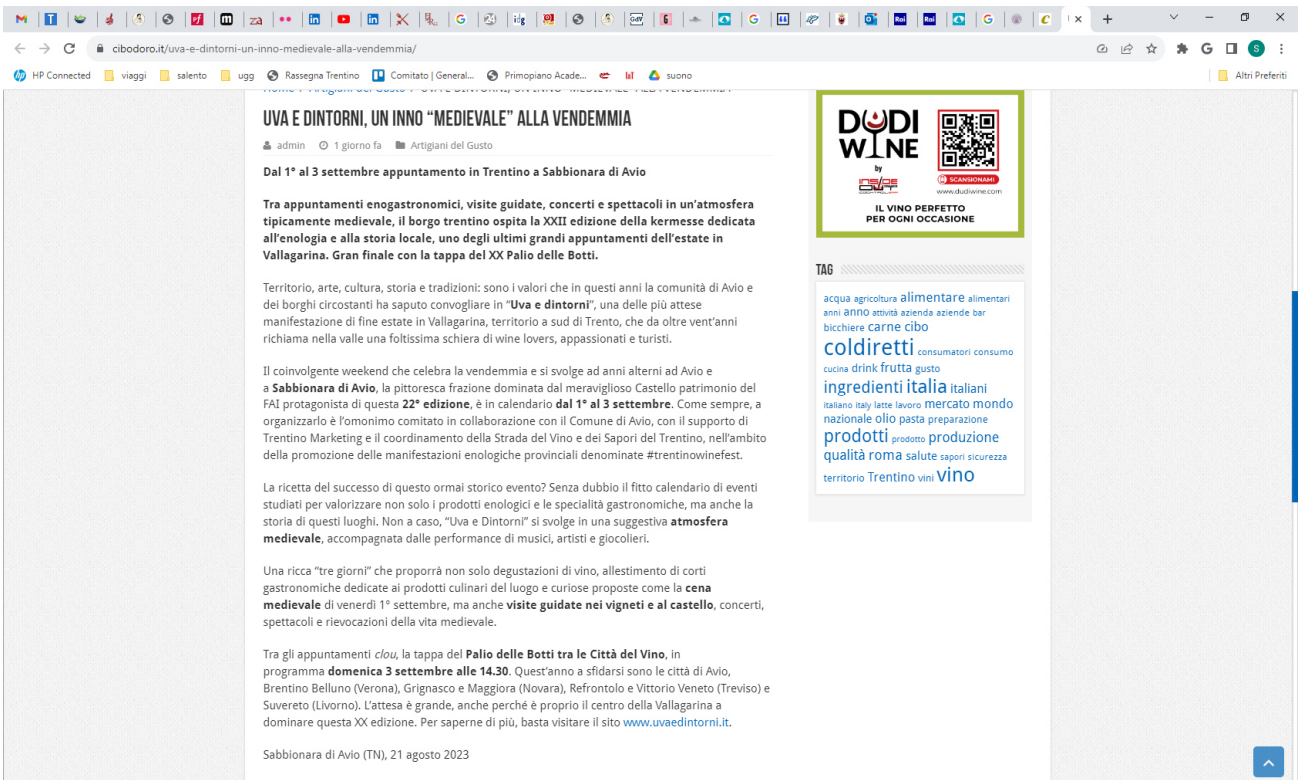 cibodoro.it/uva-e-dintorni-un-inno-medievale-alla-vendemmia/
HP Connected viaggi salento ugg Rassegna Trentino Comitato | General... Primopiano Acade... suono Altri Preferiti
Home / Artigiani del Gusto / UVA E DINTORNI, UN INNO "MEDIEVALE" ALLA VENDEMMIA
UVA E DINTORNI, UN INNO “MEDIEVALE” ALLA VENDEMMIA
admin 1 giorno fa Artigiani del Gusto
Dal 1° al 3 settembre appuntamento in Trentino a Sabbionara di Avio
Tra appuntamenti enogastronomici, visite guidate, concerti e spettacoli in un’atmosfera
tipicamente medievale, il borgo trentino ospita la XXII edizione della kermesse dedicata
all’enologia e alla storia locale, uno degli ultimi grandi appuntamenti dell’estate in
Vallagarina. Gran finale con la tappa del XX Palio delle Botti.
Territorio, arte, cultura, storia e tradizioni: sono i valori che in questi anni la comunità di Avio e
dei borghi circostanti ha saputo convogliare in “Uva e dintorni”, una delle più attese
manifestazione di fine estate in Vallagarina, territorio a sud di Trento, che da oltre vent’anni
richiama nella valle una foltissima schiera di wine lovers, appassionati e turisti.
Il coinvolgente weekend che celebra la vendemmia e si svolge ad anni alterni ad Avio e
a Sabbionara di Avio, la pittoresca frazione dominata dal meraviglioso Castello patrimonio del
FAI protagonista di questa 22° edizione, è in calendario dal 1° al 3 settembre. Come sempre, a
organizzarlo è l’omonimo comitato in collaborazione con il Comune di Avio, con il supporto di
Trentino Marketing e il coordinamento della Strada del Vino e dei Sapori del Trentino, nell’ambito
della promozione delle manifestazioni enologiche provinciali denominate #trentinowinefest.
La ricetta del successo di questo ormai storico evento? Senza dubbio il fitto calendario di eventi
studiati per valorizzare non solo i prodotti enologici e le specialità gastronomiche, ma anche la
storia di questi luoghi. Non a caso, “Uva e Dintorni” si svolge in una suggestiva atmosfera
medievale, accompagnata dalle performance di musici, artisti e giocolieri.
Una ricca “tre giorni” che proporrà non solo degustazioni di vino, allestimento di corti
gastronomiche dedicate ai prodotti culinari del luogo e curiose proposte come la cena
medievale di venerdì 1° settembre, ma anche visite guidate nei vigneti e al castello, concerti,
spettacoli e rievocazioni della vita medievale.
Tra gli appuntamenti clou, la tappa del Palio delle Botti tra le Città del Vino, in
programma domenica 3 settembre alle 14.30. Quest’anno a sfidarsi sono le città di Avio,
Brentino Belluno (Verona), Grignasco e Maggiora (Novara), Refrontolo e Vittorio Veneto (Treviso) e
Suvereto (Livorno). L’attesa è grande, anche perché è proprio il centro della Vallagarina a
dominare questa XX edizione. Per saperne di più, basta visitare il sito www.uvaedintorni.it.
Sabbionara di Avio (TN), 21 agosto 2023
DUDI
WINE
by
INSIDE
OUT
SCANSIONAMI
www.dudiwine.com
IL VINO PERFETTO
PER OGNI OCCASIONE
TAG
acqua agricoltura alimentare alimentari
anni anno attività azienda aziende bar
bicchiere carne cibo
coldiretti consumatori consumo
cucina drink frutta gusto
ingredienti italia italiani
italiano italy latte lavoro mercato mondo
nazionale olio pasta preparazione
prodotti prodotto produzione
qualità roma salute sapori sicurezza
territorio Trentino vini vino